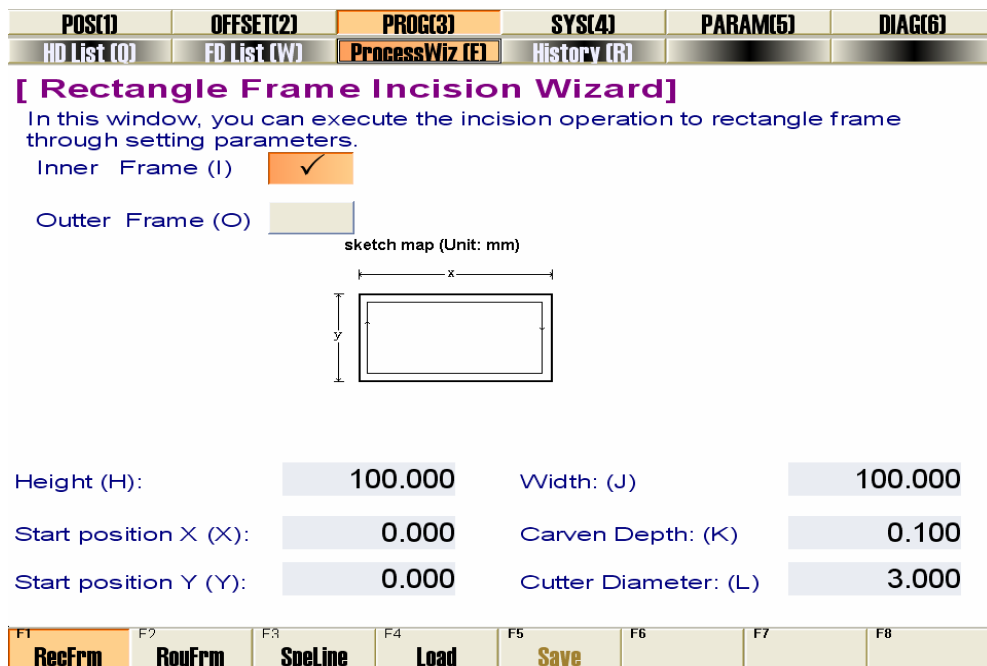 POS(1) OFFSET(2) PROG(3) SYS(4) PARAM(5) DIAG(6)
HD List (Q) FD List (W) ProcessWiz (E) History (R)
[ Rectangle Frame Incision Wizard]
In this window, you can execute the incision operation to rectangle frame
through setting parameters.
Inner Frame (I) ✓
Outter Frame (O)
sketch map (Unit: mm)
x
y
Height (H): 100.000 Width: (J) 100.000
Start position X (X): 0.000 Carven Depth: (K) 0.100
Start position Y (Y): 0.000 Cutter Diameter: (L) 3.000
F1 F2 F3 F4 F5 F6 F7 F8
RecFrm RouFrm SpeLine Load Save